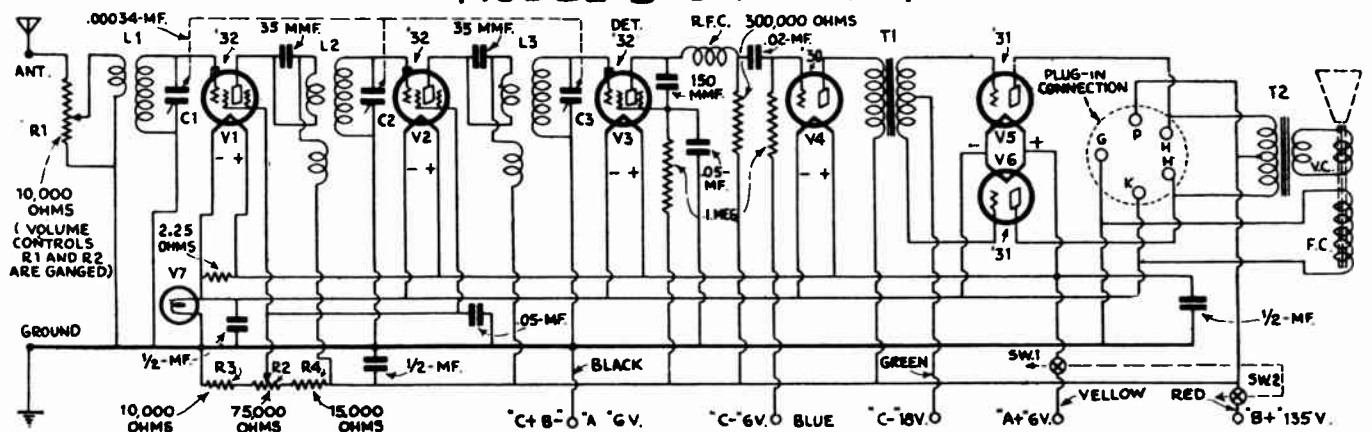 .00034-MF.
35 MMF.
35 MMF.
DET.
R.F.C.
300,000 OHMS
.02-MF.
L1
'32
L2
'32
L3
'32
'30
T1
'31
PLUG-IN
CONNECTION
T2
ANT.
150
MMF.
R1
C1
C2
C3
P
H
G
H
V1
V2
V3
V4
V5
V6
K
V.C.
- +
- +
- +
- +
- +
.05-
MF.
1 MEG.
10,000
OHMS
( VOLUME
CONTROLS
R1 AND R2
ARE GANGED)
2.25
OHMS
'31
F.C.
V7
GROUND
1/2-MF.
.05-MF.
1/2-MF.
1/2-MF.
R3
R2
R4
BLACK
GREEN
SW.1
SW.2
YELLOW
RED
10,000
OHMS
75,000
OHMS
15,000
OHMS
"C+ B-" "A" 6V.
"C-" 6V.
BLUE
"C-" 18V.
"A+" 6V.
"B+" 135 V.